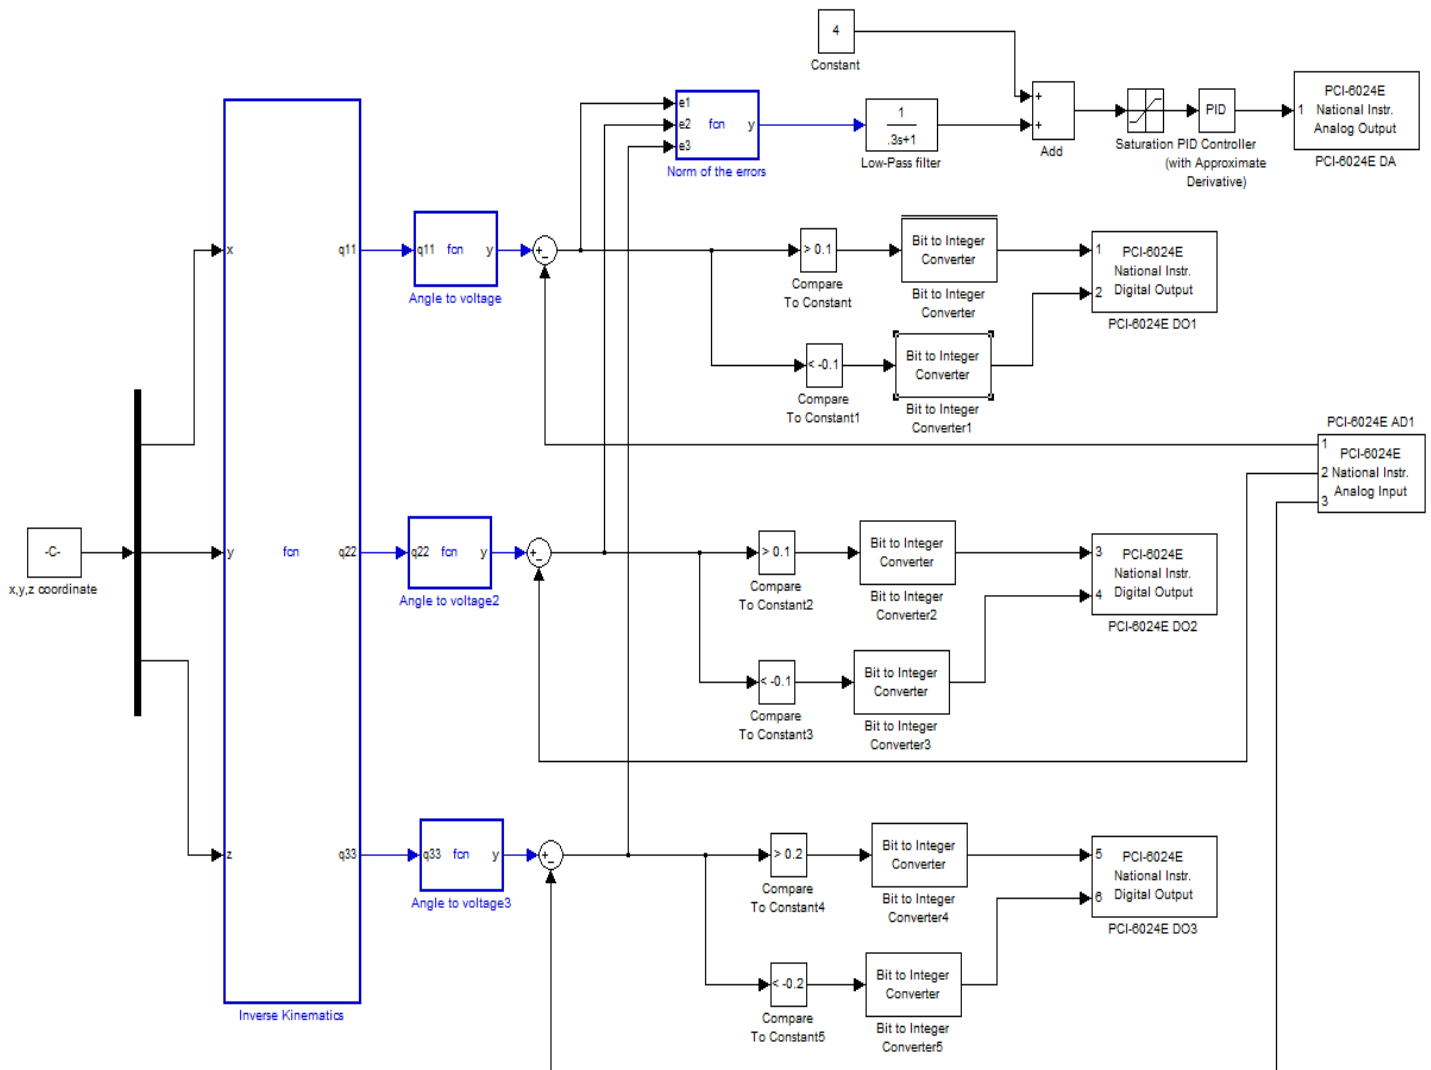 4
Constant
e1
e2
e3
fcn
y
Norm of the errors
1
.3s+1
Low-Pass filter
+
+
Add
Saturation
PID
PID Controller
(with Approximate
Derivative)
1
PCI-6024E
National Instr.
Analog Output
PCI-6024E DA
x
y
z
fcn
q11
q22
q33
Inverse Kinematics
-C-
x,y,z coordinate
q11
fcn
y
Angle to voltage
+
-
> 0.1
Compare
To Constant
Bit to Integer
Converter
Bit to Integer
Converter
1
2
PCI-6024E
National Instr.
Digital Output
PCI-6024E DO1
< -0.1
Compare
To Constant1
Bit to Integer
Converter
Bit to Integer
Converter1
PCI-6024E AD1
1
2
3
PCI-6024E
National Instr.
Analog Input
q22
fcn
y
Angle to voltage2
+
-
> 0.1
Compare
To Constant2
Bit to Integer
Converter
Bit to Integer
Converter2
3
4
PCI-6024E
National Instr.
Digital Output
PCI-6024E DO2
< -0.1
Compare
To Constant3
Bit to Integer
Converter
Bit to Integer
Converter3
q33
fcn
y
Angle to voltage3
+
-
> 0.2
Compare
To Constant4
Bit to Integer
Converter
Bit to Integer
Converter4
5
6
PCI-6024E
National Instr.
Digital Output
PCI-6024E DO3
< -0.2
Compare
To Constant5
Bit to Integer
Converter
Bit to Integer
Converter5